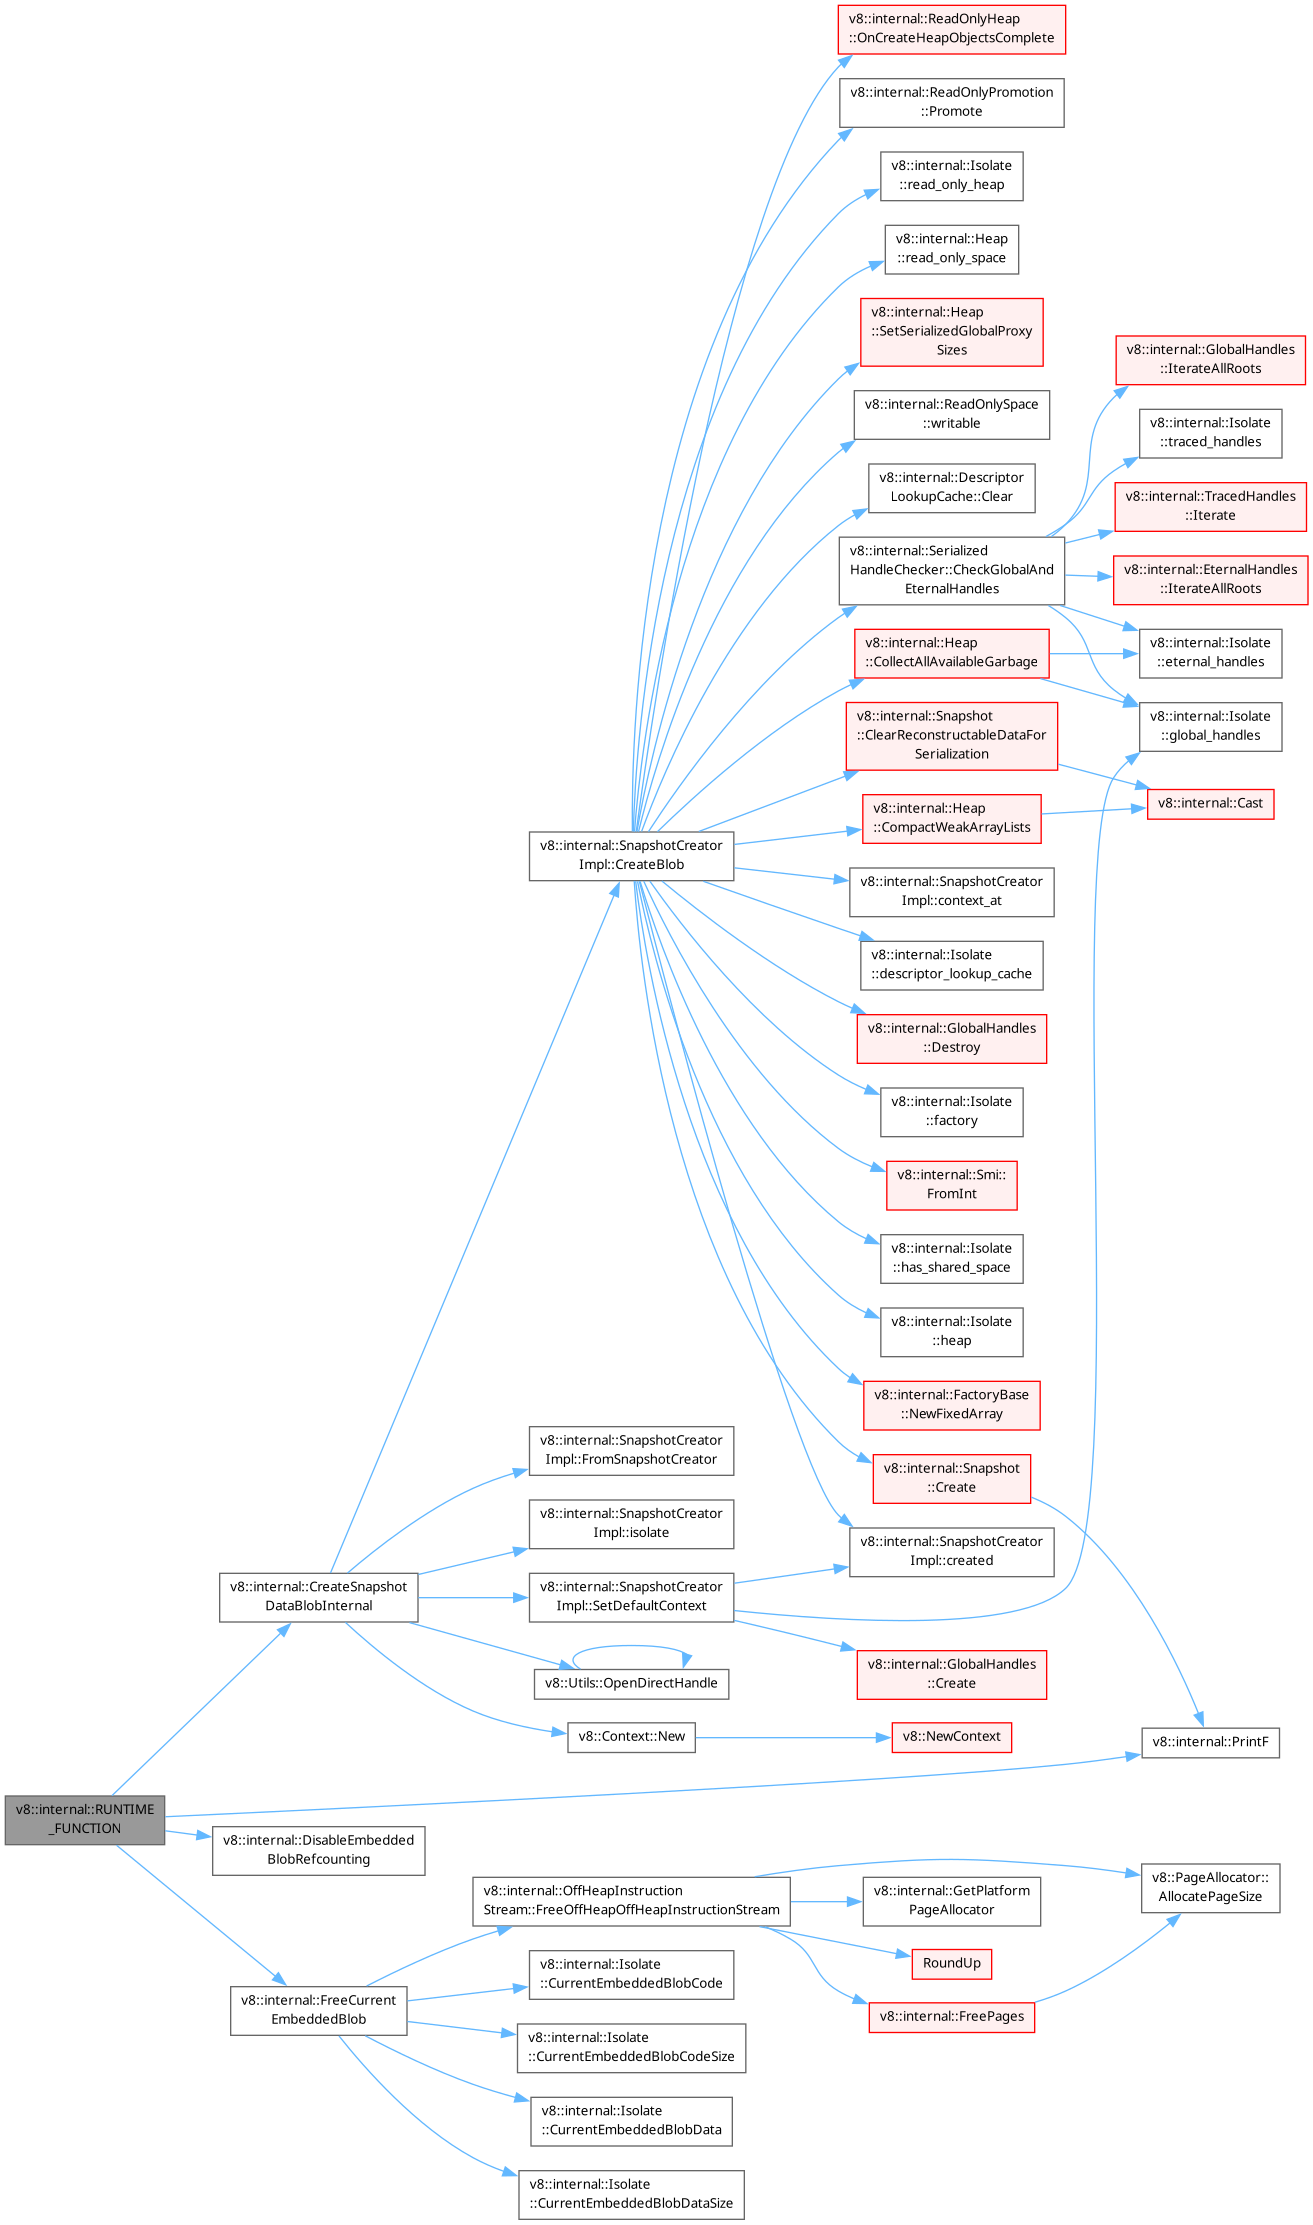 v8::internal::ReadOnlyHeap
::OnCreateHeapObjectsComplete
v8::internal::ReadOnlyPromotion
::Promote
v8::internal::Isolate
::read_only_heap
v8::internal::Heap
::read_only_space
v8::internal::Heap
::SetSerializedGlobalProxy
Sizes
v8::internal::ReadOnlySpace
::writable
v8::internal::Descriptor
LookupCache::Clear
v8::internal::Serialized
HandleChecker::CheckGlobalAnd
EternalHandles
v8::internal::GlobalHandles
::IterateAllRoots
v8::internal::Isolate
::traced_handles
v8::internal::TracedHandles
::Iterate
v8::internal::EternalHandles
::IterateAllRoots
v8::internal::Isolate
::eternal_handles
v8::internal::Isolate
::global_handles
v8::internal::Heap
::CollectAllAvailableGarbage
v8::internal::Snapshot
::ClearReconstructableDataFor
Serialization
v8::internal::Cast
v8::internal::Heap
::CompactWeakArrayLists
v8::internal::SnapshotCreator
Impl::CreateBlob
v8::internal::SnapshotCreator
Impl::context_at
v8::internal::Isolate
::descriptor_lookup_cache
v8::internal::GlobalHandles
::Destroy
v8::internal::Isolate
::factory
v8::internal::Smi::
FromInt
v8::internal::Isolate
::has_shared_space
v8::internal::Isolate
::heap
v8::internal::FactoryBase
::NewFixedArray
v8::internal::Snapshot
::Create
v8::internal::SnapshotCreator
Impl::created
v8::internal::SnapshotCreator
Impl::FromSnapshotCreator
v8::internal::SnapshotCreator
Impl::isolate
v8::internal::CreateSnapshot
DataBlobInternal
v8::internal::SnapshotCreator
Impl::SetDefaultContext
v8::internal::GlobalHandles
::Create
v8::Utils::OpenDirectHandle
v8::Context::New
v8::NewContext
v8::internal::PrintF
v8::internal::RUNTIME
_FUNCTION
v8::internal::DisableEmbedded
BlobRefcounting
v8::internal::OffHeapInstruction
Stream::FreeOffHeapOffHeapInstructionStream
v8::internal::GetPlatform
PageAllocator
v8::PageAllocator::
AllocatePageSize
RoundUp
v8::internal::FreePages
v8::internal::FreeCurrent
EmbeddedBlob
v8::internal::Isolate
::CurrentEmbeddedBlobCode
v8::internal::Isolate
::CurrentEmbeddedBlobCodeSize
v8::internal::Isolate
::CurrentEmbeddedBlobData
v8::internal::Isolate
::CurrentEmbeddedBlobDataSize